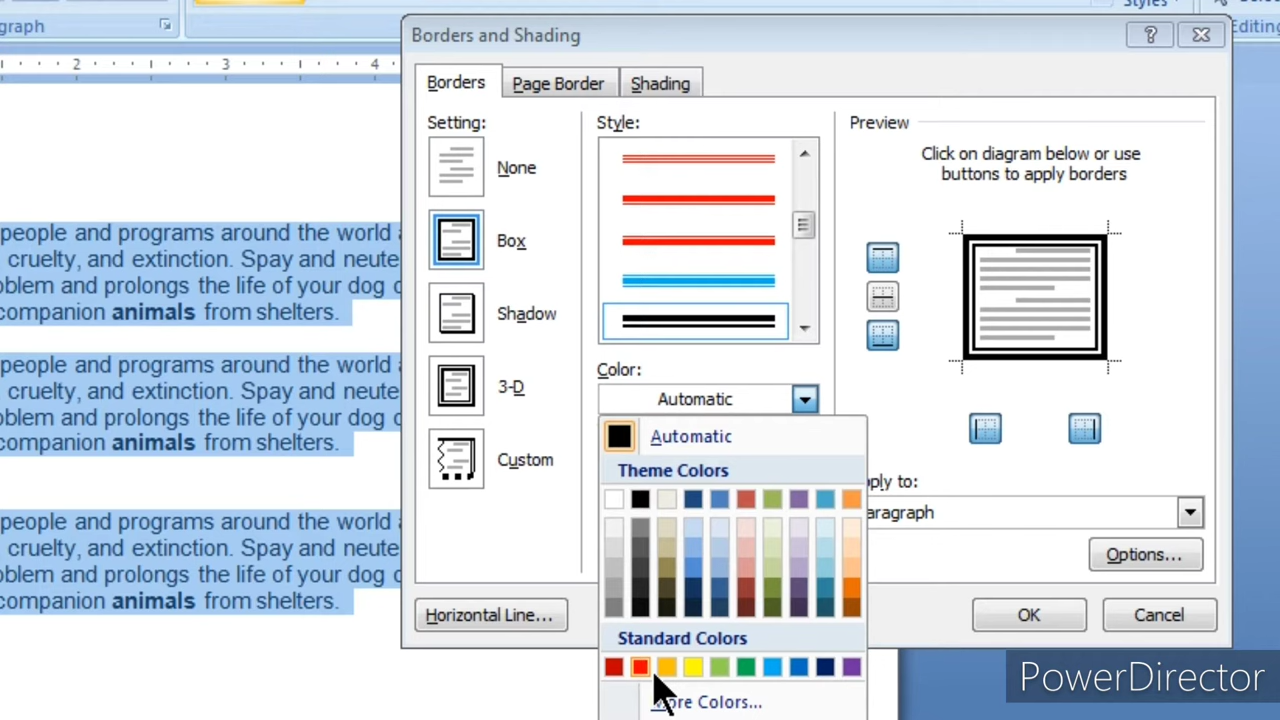 graph
Styles
Editing
Borders and Shading
2 3 4
Borders Page Border Shading
Setting:
None
Box
Shadow
3-D
Custom
Style:
Color:
Automatic
Automatic
Theme Colors
Standard Colors
More Colors...
Preview
Click on diagram below or use
buttons to apply borders
pply to:
aragraph
Options...
Horizontal Line...
OK
Cancel
people and programs around the world
cruelty, and extinction. Spay and neute
oblem and prolongs the life of your dog
companion animals from shelters.
people and programs around the world
cruelty, and extinction. Spay and neute
oblem and prolongs the life of your dog
companion animals from shelters.
people and programs around the world
cruelty, and extinction. Spay and neute
oblem and prolongs the life of your dog
companion animals from shelters.
PowerDirector